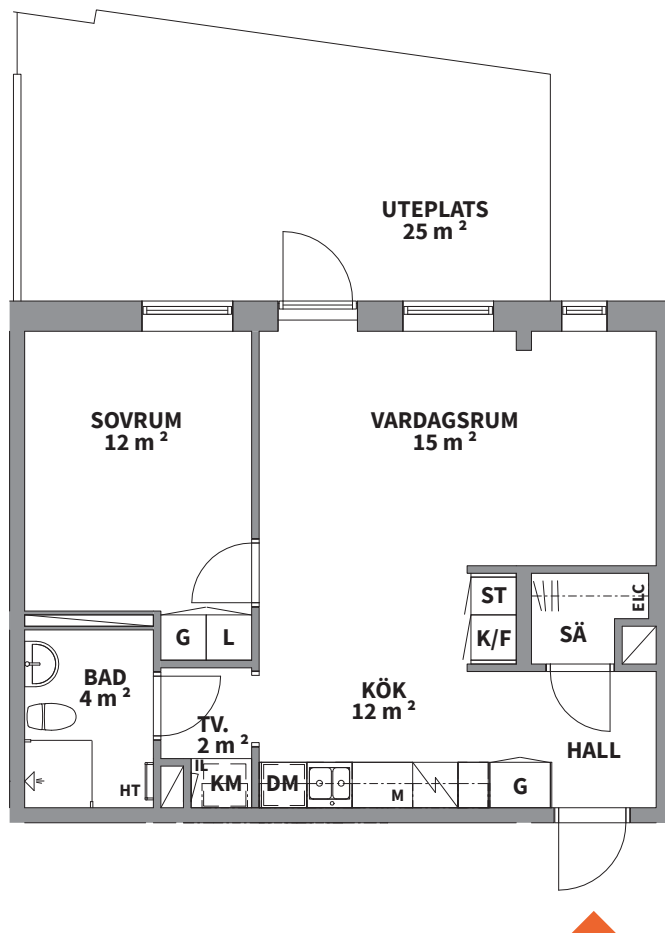 UTEPLATS
25 m ²
SOVRUM
12 m ²
VARDAGSRUM
15 m ²
ST
K/F
SÄ
ELC
G
L
BAD
4 m ²
KÖK
12 m ²
TV.
2 m ²
HALL
IL
HT
KM
DM
M
G